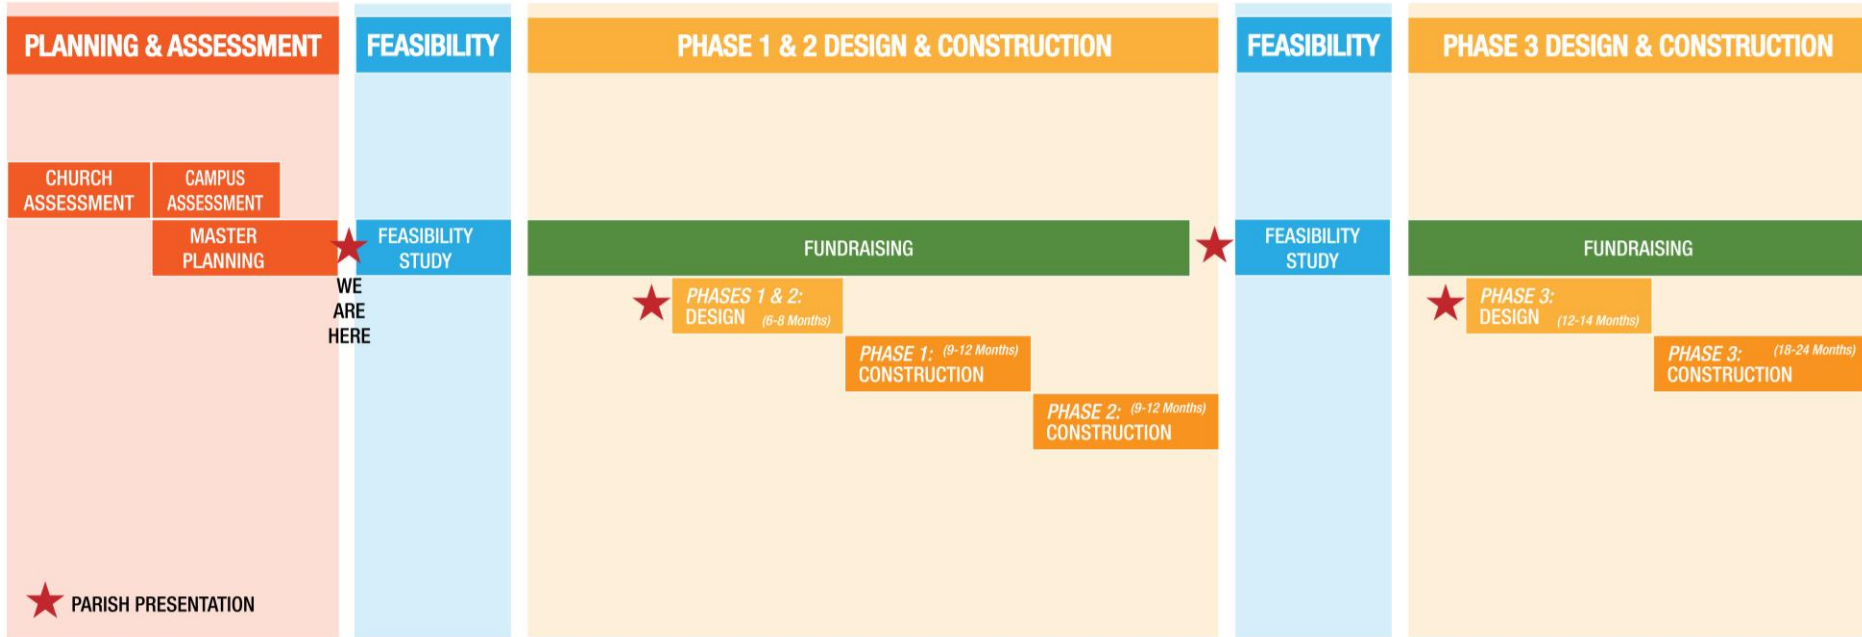 PLANNING & ASSESSMENT
FEASIBILITY
PHASE 1 & 2 DESIGN & CONSTRUCTION
FEASIBILITY
PHASE 3 DESIGN & CONSTRUCTION
CHURCH
ASSESSMENT
CAMPUS
ASSESSMENT
MASTER
PLANNING
WE
ARE
HERE
FEASIBILITY
STUDY
FUNDRAISING
PHASES 1 & 2:
DESIGN (6-8 Months)
PHASE 1: (9-12 Months)
CONSTRUCTION
PHASE 2: (9-12 Months)
CONSTRUCTION
FEASIBILITY
STUDY
FUNDRAISING
PHASE 3:
DESIGN (12-14 Months)
PHASE 3: (18-24 Months)
CONSTRUCTION
PARISH PRESENTATION